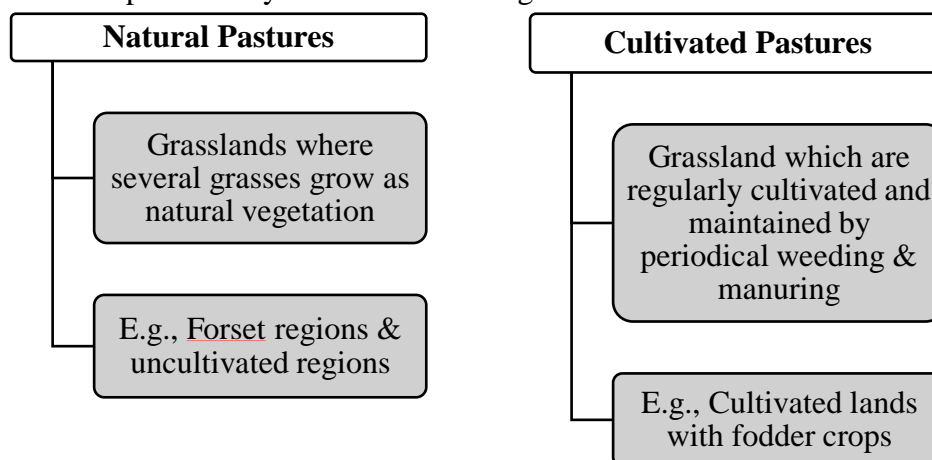 Natural Pastures
Grasslands where
several grasses grow as
natural vegetation
E.g., Forset regions &
uncultivated regions
Cultivated Pastures
Grassland which are
regularly cultivated and
maintained by
periodical weeding &
manuring
E.g., Cultivated lands
with fodder crops